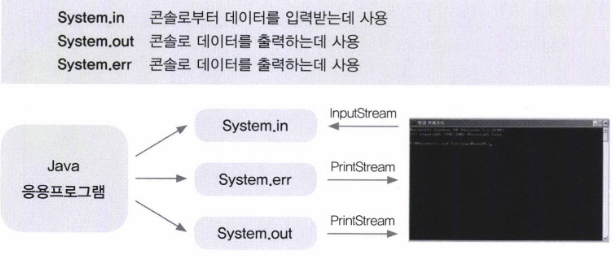 System.in 콘솔로부터 데이터를 입력받는데 사용
System.out 콘솔로 데이터를 출력하는데 사용
System.err 콘솔로 데이터를 출력하는데 사용
InputStream
System.in
Java
응용프로그램
PrintStream
System.err
PrintStream
System.out